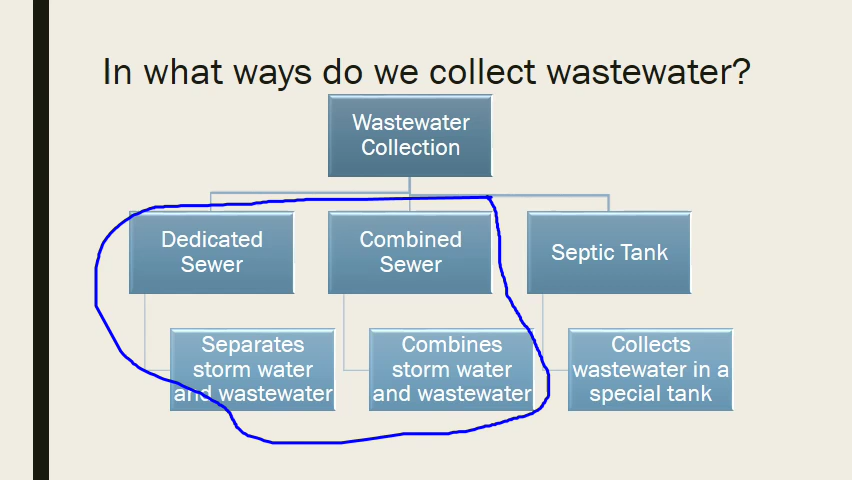 In what ways do we collect wastewater?
Wastewater
Collection
Dedicated
Sewer
Combined
Sewer
Septic Tank
Separates
storm water
and wastewater
Combines
storm water
and wastewater
Collects
wastewater in a
special tank